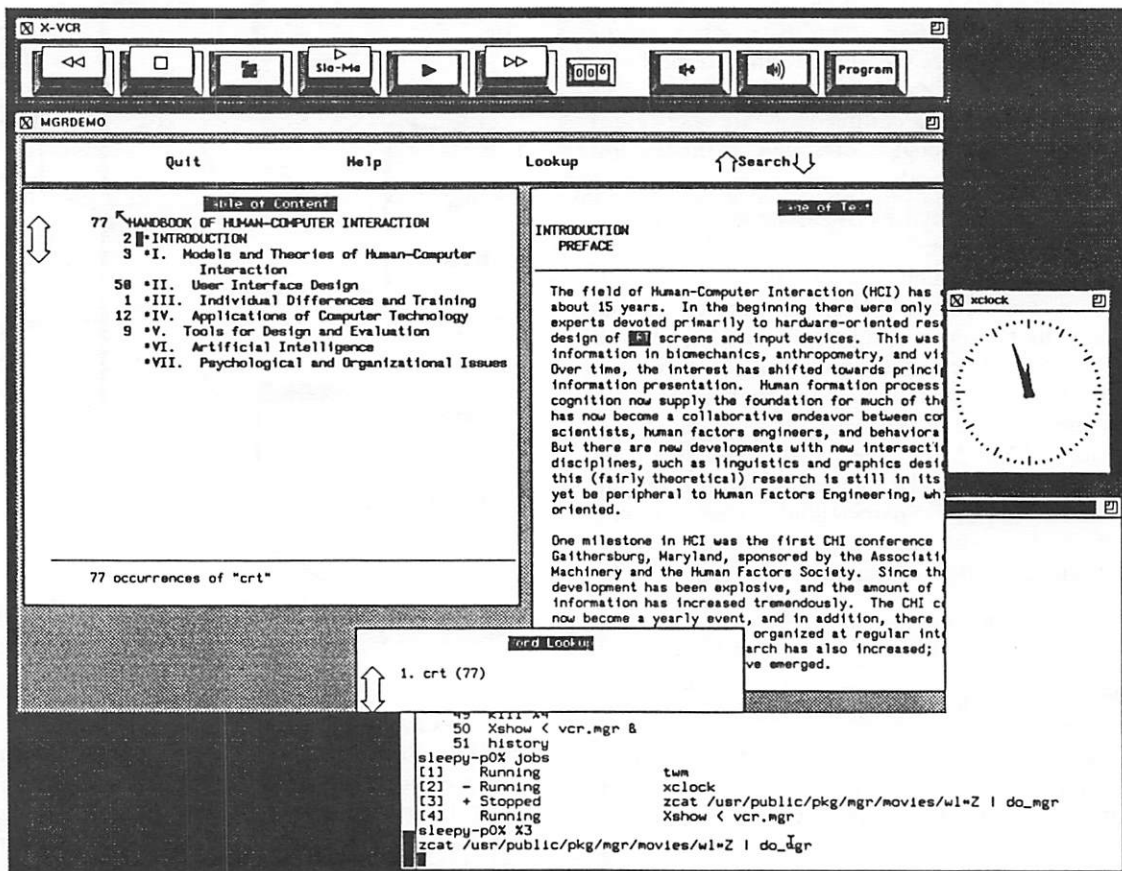 X-VCR
Slo-Mo
006
Program
MGRDEMO
Quit Help Lookup Search
Table of Content
77 HANDBOOK OF HUMAN-COMPUTER INTERACTION
2 *INTRODUCTION
3 *I. Models and Theories of Human-Computer
Interaction
50 *II. User Interface Design
1 *III. Individual Differences and Training
12 *IV. Applications of Computer Technology
9 *V. Tools for Design and Evaluation
*VI. Artificial Intelligence
*VII. Psychological and Organizational Issues
77 occurrences of "crt"
of Text
INTRODUCTION
PREFACE
The field of Human-Computer Interaction (HCI) has
about 15 years. In the beginning there were only
experts devoted primarily to hardware-oriented res
design of screens and input devices. This was
information in biomechanics, anthropometry, and vi
Over time, the interest has shifted towards princi
information presentation. Human formation process
cognition now supply the foundation for much of the
has now become a collaborative endeavor between co
scientists, human factors engineers, and behaviora
But there are new developments with new intersecti
disciplines, such as linguistics and graphics desi
this (fairly theoretical) research is still in its
yet be peripheral to Human Factors Engineering, wh
oriented.
One milestone in HCI was the first CHI conference
Gaithersburg, Maryland, sponsored by the Associati
Machinery and the Human Factors Society. Since th
development has been explosive, and the amount of
information has increased tremendously. The CHI c
now become a yearly event, and in addition, there
organized at regular int
arch has also increased;
ve emerged.
Word Lookup
1. crt (77)
xclock
49 kill %4
50 Xshow < vcr.mgr &
51 history
sleepy-p0% jobs
[1] Running twm
[2] - Running xclock
[3] + Stopped zcat /usr/public/pkg/mgr/movies/wl*Z | do_mgr
[4] Running Xshow < vcr.mgr
sleepy-p0% %3
zcat /usr/public/pkg/mgr/movies/wl*Z | do_mgr